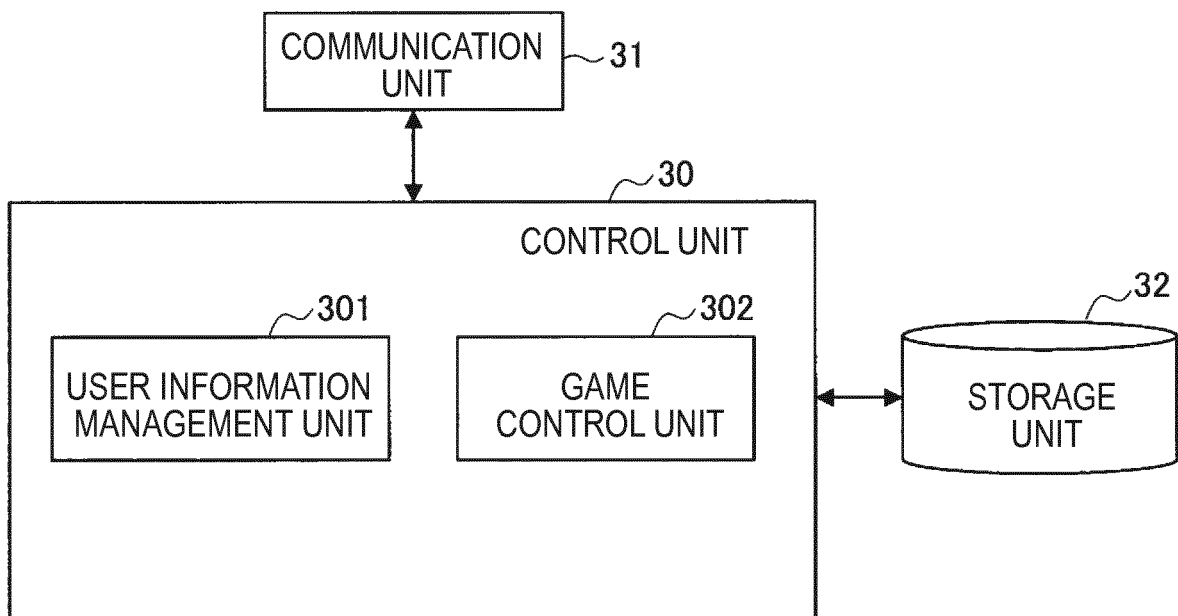 COMMUNICATION
UNIT
31
30
CONTROL UNIT
301
302
32
USER INFORMATION
MANAGEMENT UNIT
GAME
CONTROL UNIT
STORAGE
UNIT